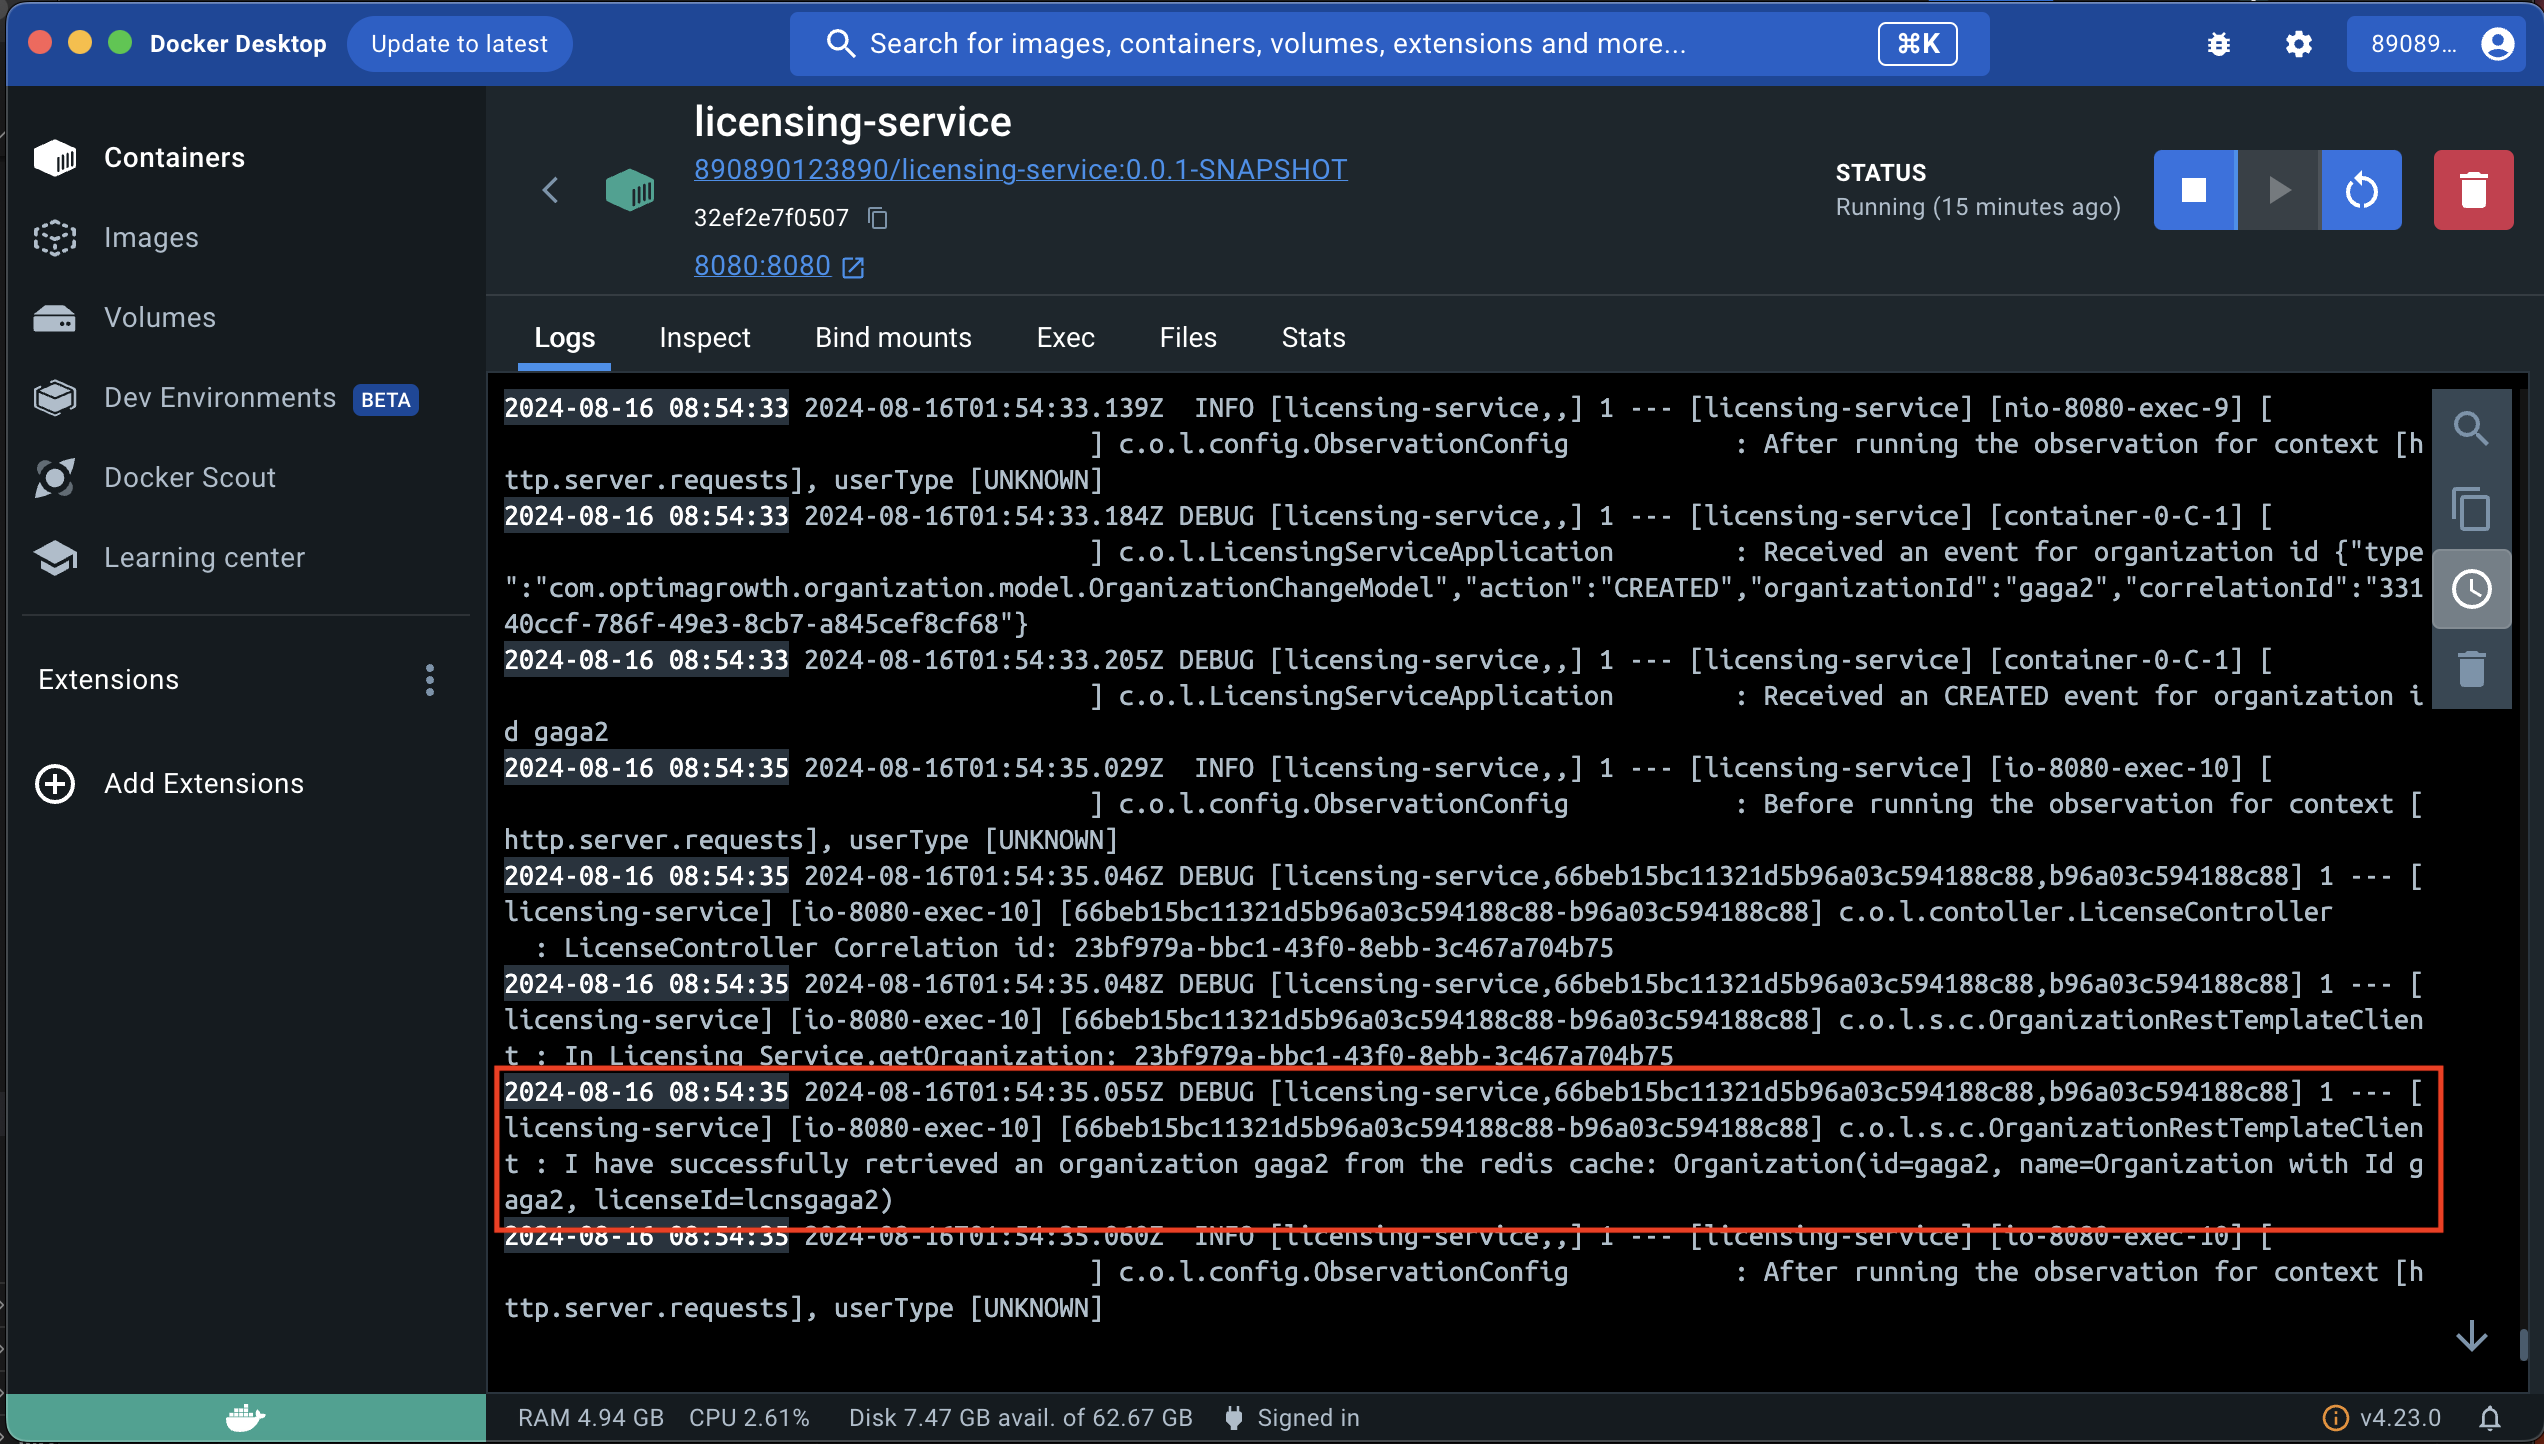 Docker Desktop
Update to latest
Search for images, containers, volumes, extensions and more...
⌘K
89089...
Containers
Images
Volumes
Dev Environments BETA
Docker Scout
Learning center
Extensions
Add Extensions
licensing-service
890890123890/licensing-service:0.0.1-SNAPSHOT
32ef2e7f0507
8080:8080
STATUS
Running (15 minutes ago)
Logs Inspect Bind mounts Exec Files Stats
2024-08-16 08:54:33 2024-08-16T01:54:33.139Z  INFO [licensing-service,,] 1 --- [licensing-service] [nio-8080-exec-9] [
] c.o.l.config.ObservationConfig : After running the observation for context [h
ttp.server.requests], userType [UNKNOWN]
2024-08-16 08:54:33 2024-08-16T01:54:33.184Z DEBUG [licensing-service,,] 1 --- [licensing-service] [container-0-C-1] [
] c.o.l.LicensingServiceApplication : Received an event for organization id {"type
":"com.optimagrowth.organization.model.OrganizationChangeModel","action":"CREATED","organizationId":"gaga2","correlationId":"331
40ccf-786f-49e3-8cb7-a845cef8cf68"}
2024-08-16 08:54:33 2024-08-16T01:54:33.205Z DEBUG [licensing-service,,] 1 --- [licensing-service] [container-0-C-1] [
] c.o.l.LicensingServiceApplication : Received an CREATED event for organization i
d gaga2
2024-08-16 08:54:35 2024-08-16T01:54:35.029Z  INFO [licensing-service,,] 1 --- [licensing-service] [io-8080-exec-10] [
] c.o.l.config.ObservationConfig : Before running the observation for context [
http.server.requests], userType [UNKNOWN]
2024-08-16 08:54:35 2024-08-16T01:54:35.046Z DEBUG [licensing-service,66beb15bc11321d5b96a03c594188c88,b96a03c594188c88] 1 --- [
licensing-service] [io-8080-exec-10] [66beb15bc11321d5b96a03c594188c88-b96a03c594188c88] c.o.l.contoller.LicenseController
: LicenseController Correlation id: 23bf979a-bbc1-43f0-8ebb-3c467a704b75
2024-08-16 08:54:35 2024-08-16T01:54:35.048Z DEBUG [licensing-service,66beb15bc11321d5b96a03c594188c88,b96a03c594188c88] 1 --- [
licensing-service] [io-8080-exec-10] [66beb15bc11321d5b96a03c594188c88-b96a03c594188c88] c.o.l.s.c.OrganizationRestTemplateClien
t : In Licensing Service.getOrganization: 23bf979a-bbc1-43f0-8ebb-3c467a704b75
2024-08-16 08:54:35 2024-08-16T01:54:35.055Z DEBUG [licensing-service,66beb15bc11321d5b96a03c594188c88,b96a03c594188c88] 1 --- [
licensing-service] [io-8080-exec-10] [66beb15bc11321d5b96a03c594188c88-b96a03c594188c88] c.o.l.s.c.OrganizationRestTemplateClien
t : I have successfully retrieved an organization gaga2 from the redis cache: Organization(id=gaga2, name=Organization with Id g
aga2, licenseId=lcnsgaga2)
2024-08-16 08:54:35 2024-08-16T01:54:35.060Z  INFO [licensing-service,,] 1 --- [licensing-service] [io-8080-exec-10] [
] c.o.l.config.ObservationConfig : After running the observation for context [h
ttp.server.requests], userType [UNKNOWN]
RAM 4.94 GB CPU 2.61% Disk 7.47 GB avail. of 62.67 GB Signed in v4.23.0